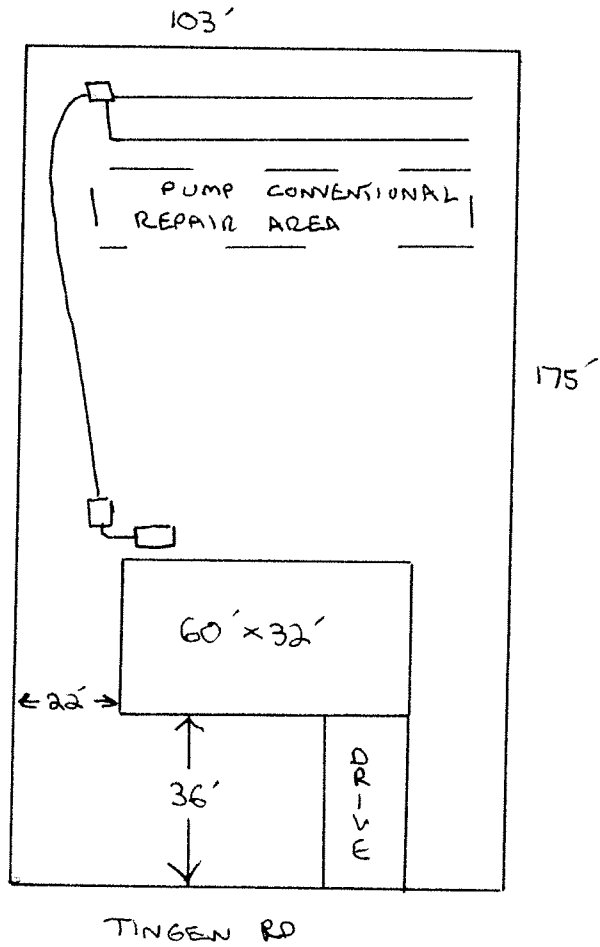 103´
PUMP CONVENTIONAL
REPAIR AREA
175´
60´ x 32´
22´
36´
DRIVE
TINGEN RD